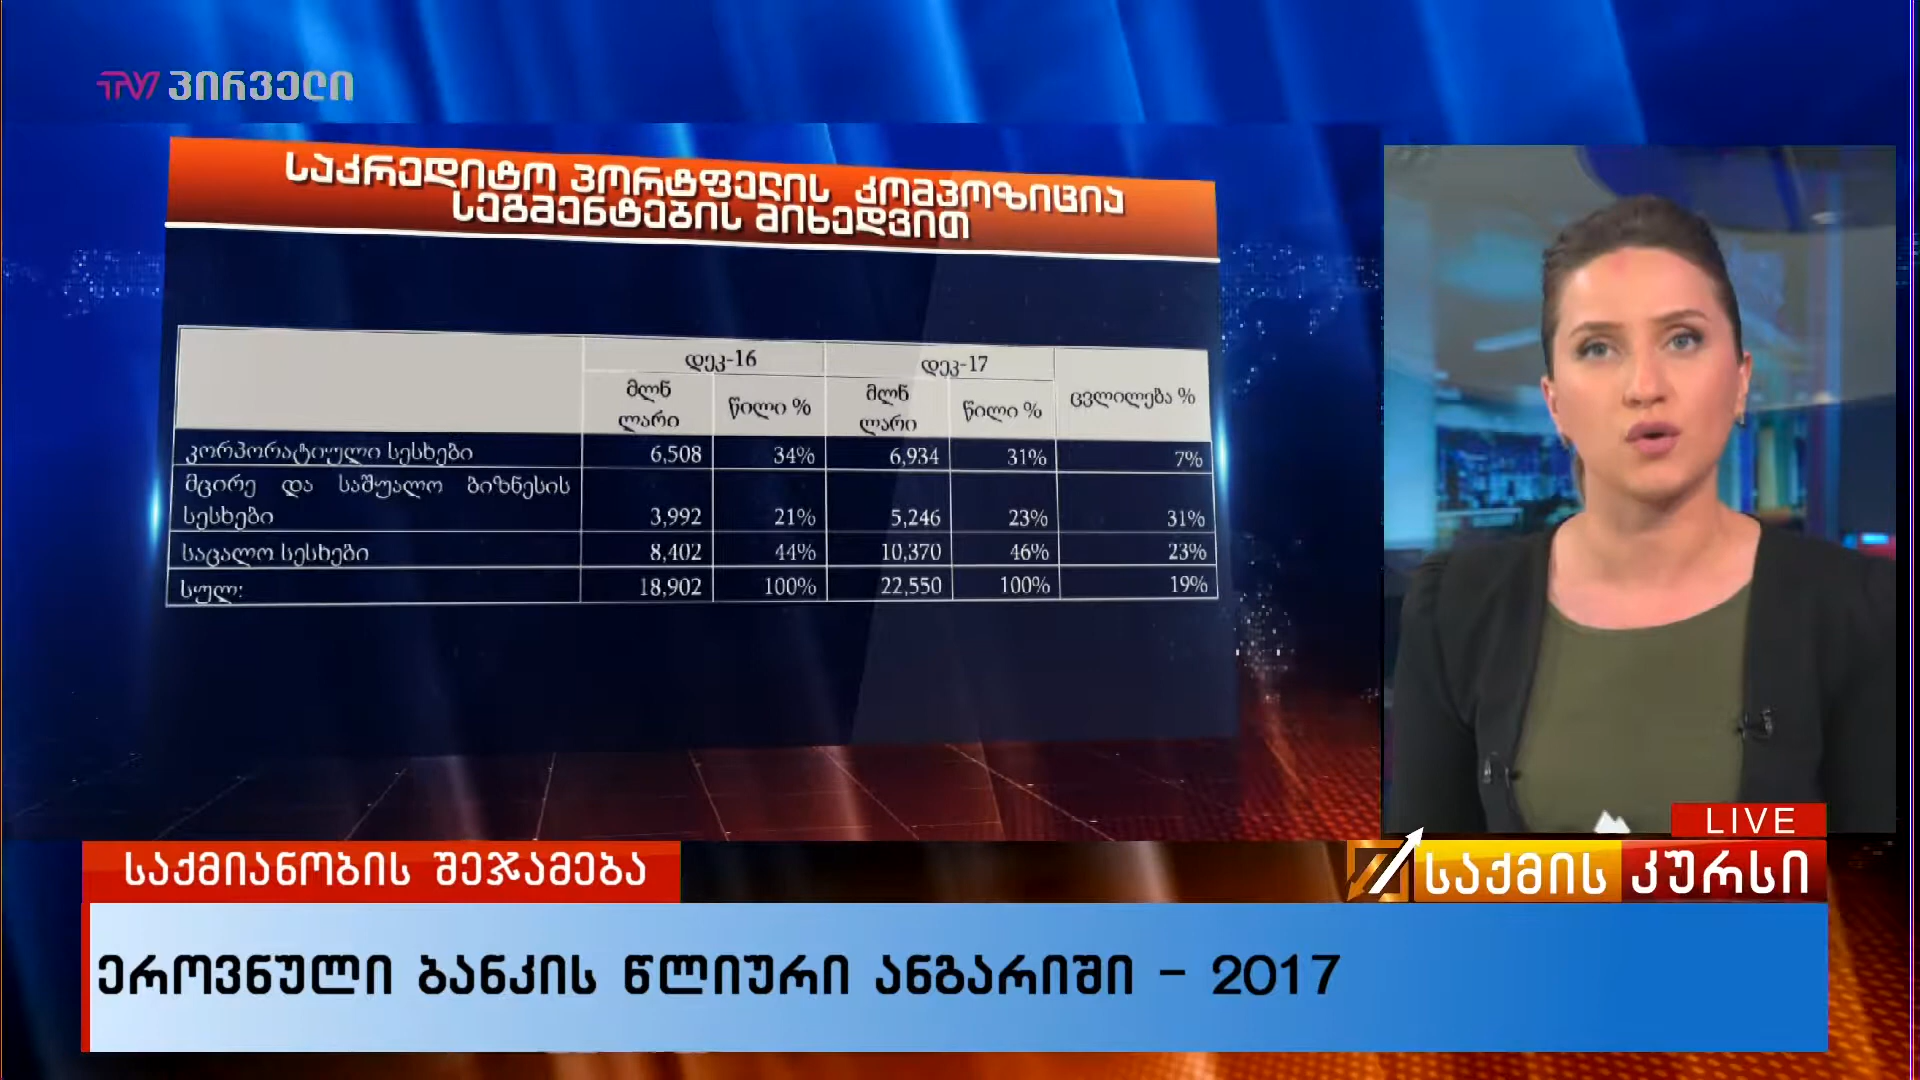 TV ᲞᲘᲠᲕᲔᲚᲘ
ᲡᲐᲙᲠᲔᲓᲘᲢᲝ ᲞᲝᲠᲢᲤᲔᲚᲘᲡ ᲙᲝᲛᲞᲝᲖᲘᲪᲘᲐ
ᲡᲔᲒᲛᲔᲜᲢᲔᲑᲘᲡ ᲛᲘᲮᲔᲓᲕᲘᲗ
დეკ-16 დეკ-17 ცვლილება %
მლნ ლარი წილი % მლნ ლარი წილი %
კორპორატიული სესხები 6,508 34% 6,934 31% 7%
მცირე და საშუალო ბიზნესის
სესხები 3,992 21% 5,246 23% 31%
საცალო სესხები 8,402 44% 10,370 46% 23%
სულ: 18,902 100% 22,550 100% 19%
LIVE
ᲡᲐᲥᲛᲘᲐᲜᲝᲑᲘᲡ ᲨᲔᲯᲐᲛᲔᲑᲐ
ᲡᲐᲥᲛᲘᲡ ᲙᲣᲠᲡᲘ
ᲔᲠᲝᲕᲜᲣᲚᲘ ᲑᲐᲜᲙᲘᲡ ᲬᲚᲘᲣᲠᲘ ᲐᲜᲒᲐᲠᲘᲨᲘ - 2017